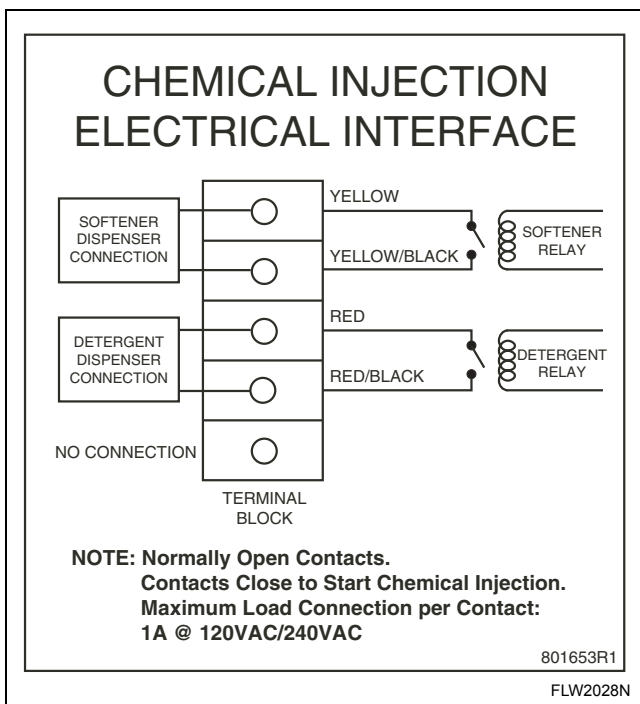 CHEMICAL INJECTION
ELECTRICAL INTERFACE
SOFTENER
DISPENSER
CONNECTION
YELLOW
YELLOW/BLACK
SOFTENER
RELAY
DETERGENT
DISPENSER
CONNECTION
RED
RED/BLACK
DETERGENT
RELAY
NO CONNECTION
TERMINAL
BLOCK
NOTE: Normally Open Contacts.
Contacts Close to Start Chemical Injection.
Maximum Load Connection per Contact:
1A @ 120VAC/240VAC
801653R1
FLW2028N